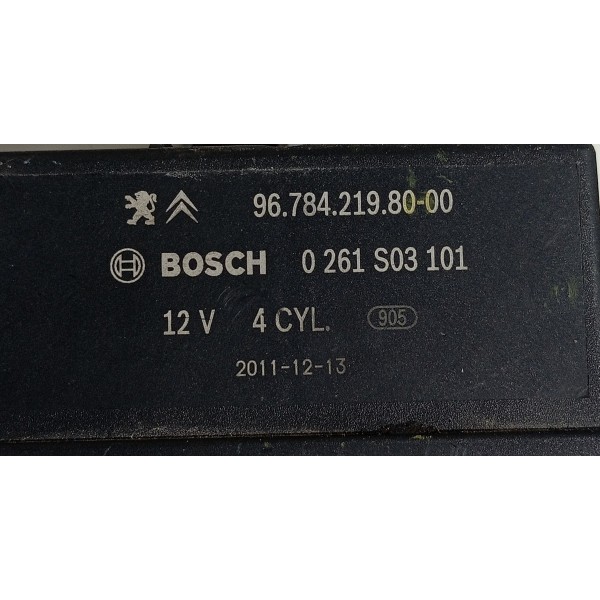 96.784.219.80-00
BOSCH 0 261 S03 101
12 V 4 CYL. 905
2011-12-13